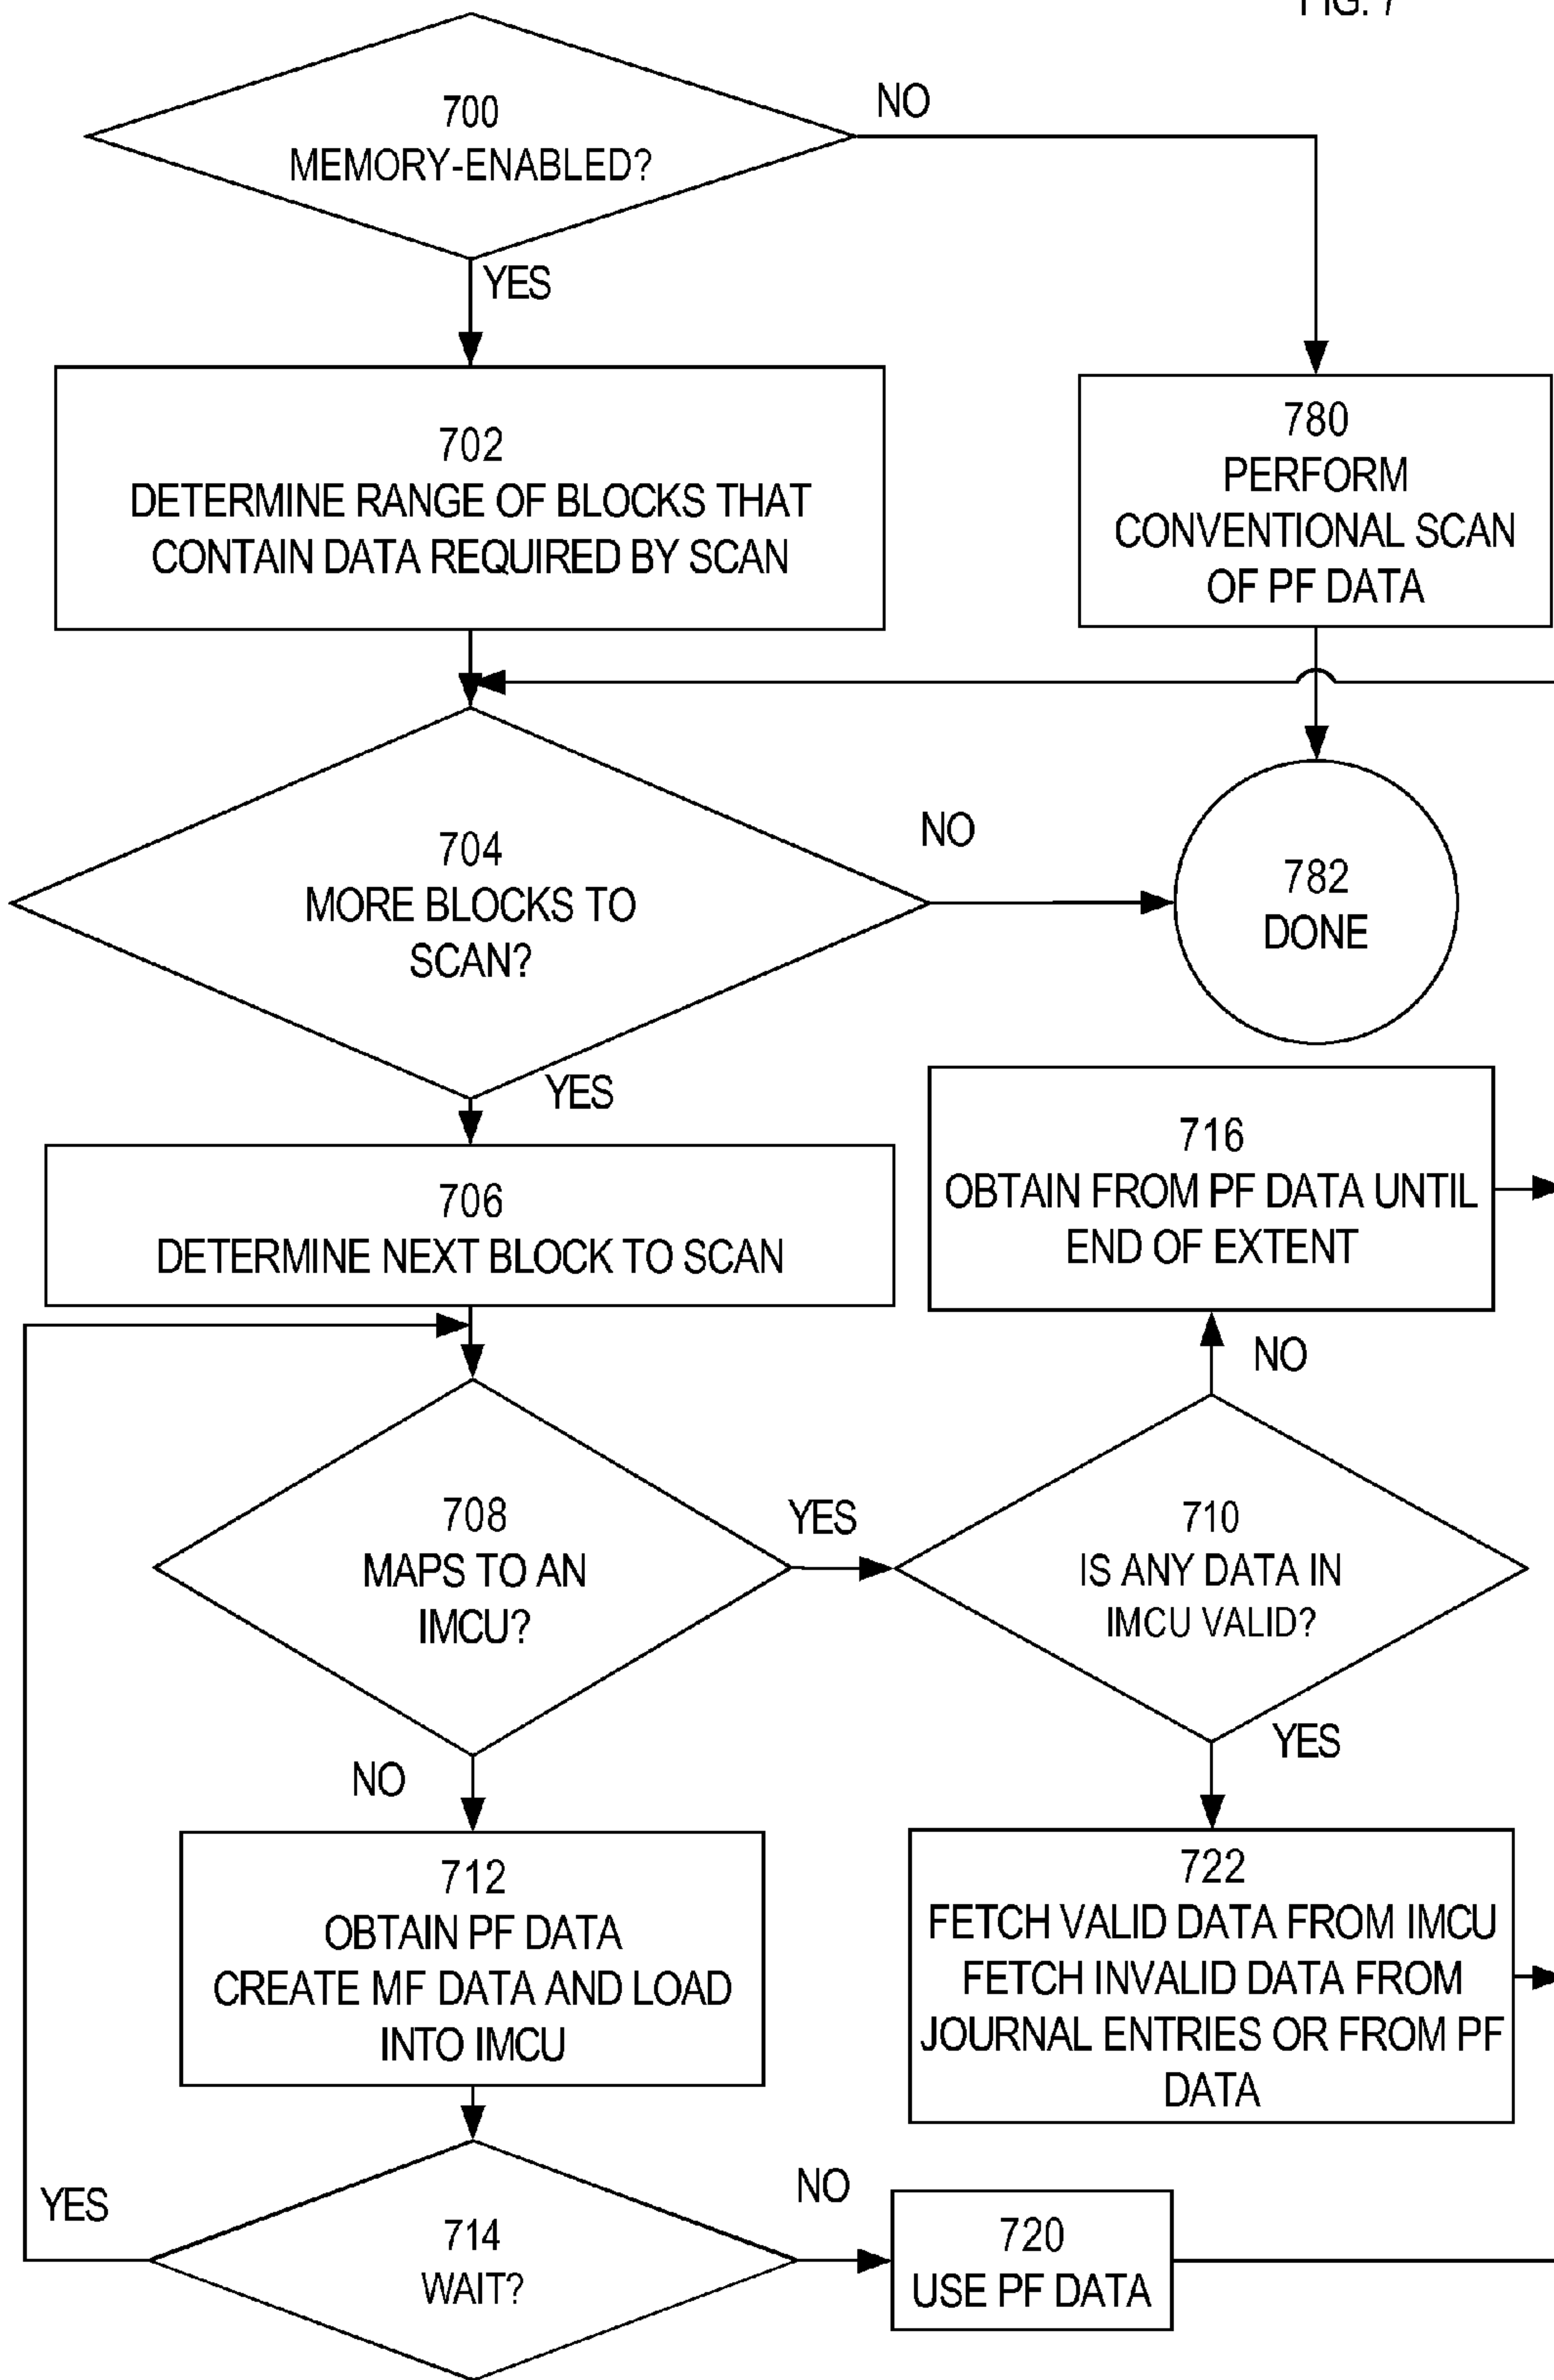 FIG. 7
700
MEMORY-ENABLED?
NO
YES
702
DETERMINE RANGE OF BLOCKS THAT
CONTAIN DATA REQUIRED BY SCAN
780
PERFORM
CONVENTIONAL SCAN
OF PF DATA
704
MORE BLOCKS TO
SCAN?
NO
782
DONE
YES
706
DETERMINE NEXT BLOCK TO SCAN
716
OBTAIN FROM PF DATA UNTIL
END OF EXTENT
NO
708
MAPS TO AN
IMCU?
YES
710
IS ANY DATA IN
IMCU VALID?
YES
NO
712
OBTAIN PF DATA
CREATE MF DATA AND LOAD
INTO IMCU
722
FETCH VALID DATA FROM IMCU
FETCH INVALID DATA FROM
JOURNAL ENTRIES OR FROM PF
DATA
YES
714
WAIT?
NO
720
USE PF DATA